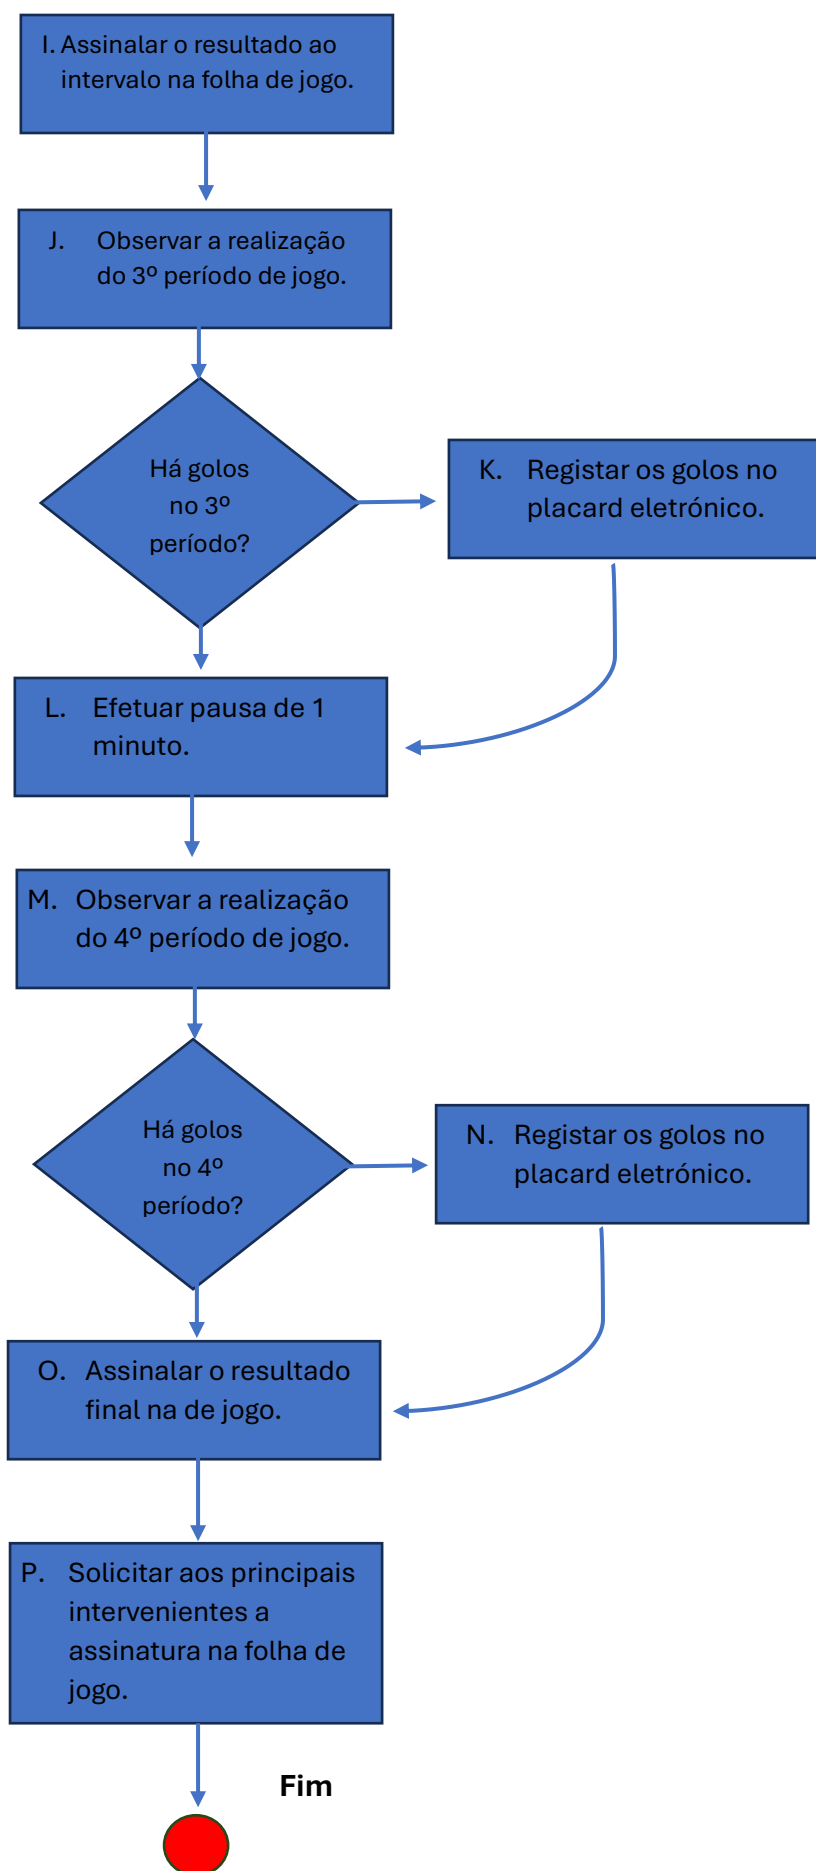 I. Assinalar o resultado ao
intervalo na folha de jogo.
J. Observar a realização
do 3º período de jogo.
Há golos
no 3º
período?
K. Registar os golos no
placard eletrónico.
L. Efetuar pausa de 1
minuto.
M. Observar a realização
do 4º período de jogo.
Há golos
no 4º
período?
N. Registar os golos no
placard eletrónico.
O. Assinalar o resultado
final na de jogo.
P. Solicitar aos principais
intervenientes a
assinatura na folha de
jogo.
Fim